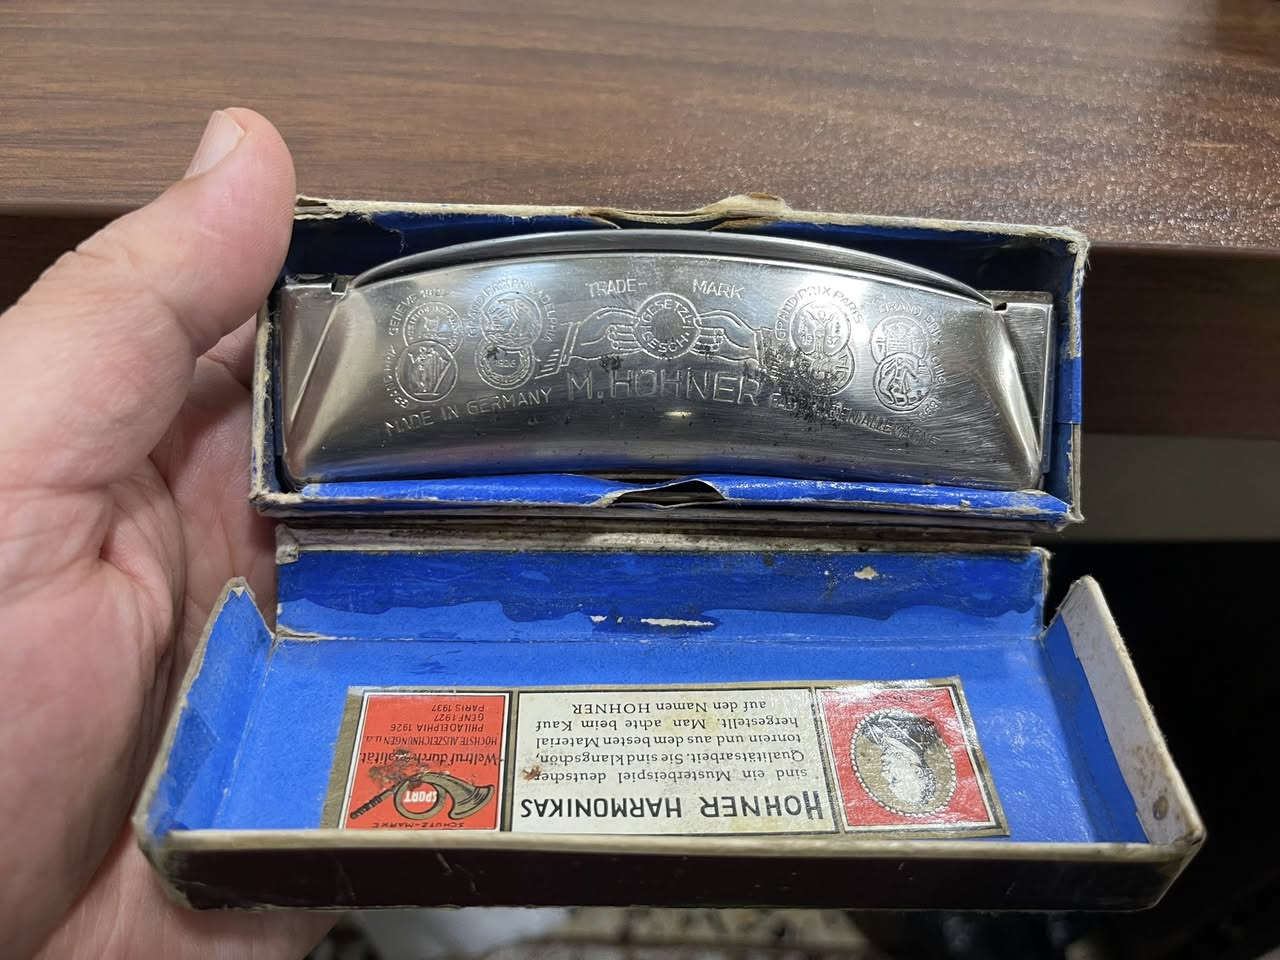 TRADE- MARK
GESETZL.
GESCH.
M. HOHNER
MADE IN GERMANY
GRAND PRIX PARIS
GRAND PRIX
HOHNER HARMONIKAS
sind ein Musterbeispiel deutscher
Qualitätsarbeit. Sie sind klangschön,
tonrein und aus dem besten Material
hergestellt. Man achte beim Kauf
auf den Namen HOHNER
SCHUTZ-MARKE
SPORT
Weltruf durch Qualität.
HÖCHSTE AUSZEICHNUNGEN u.a.
PHILADELPHIA 1926
GENF 1927
PARIS 1937